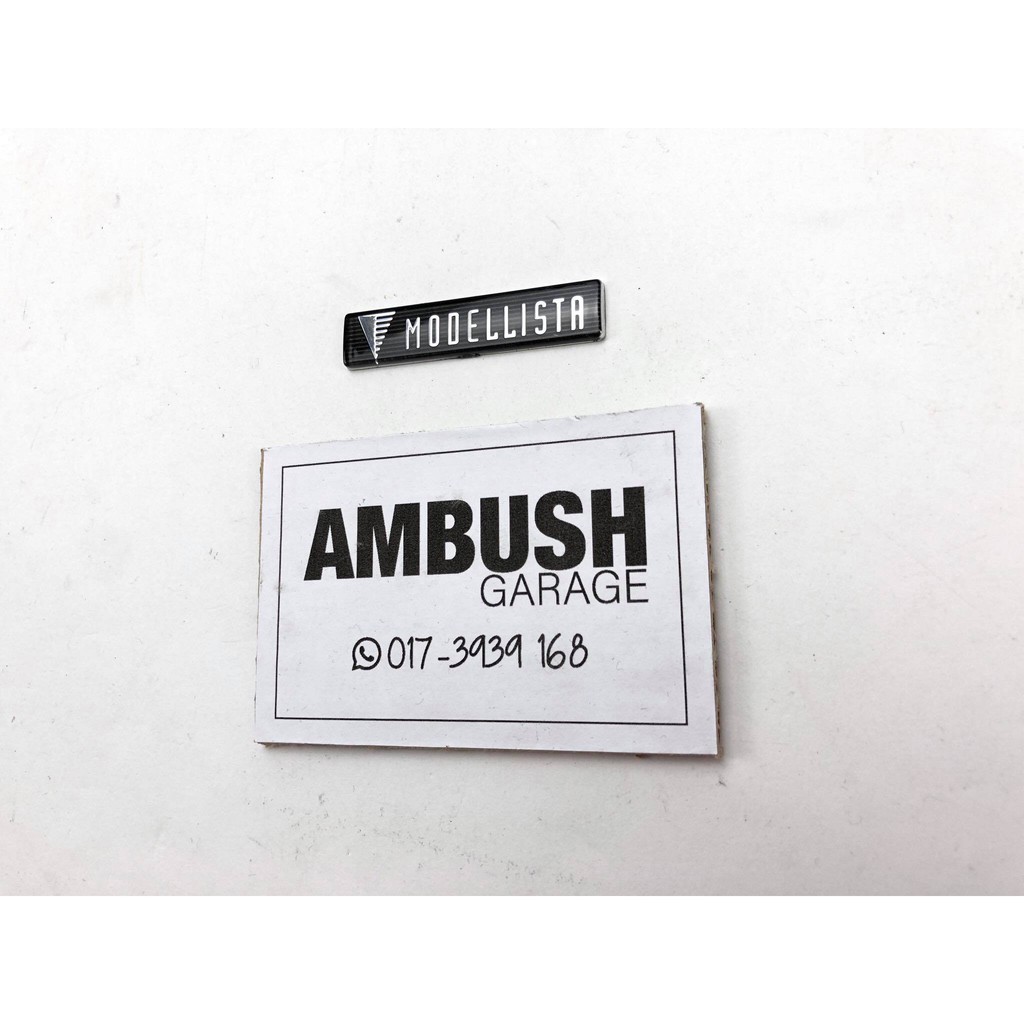 MODELLISTA
AMBUSH
GARAGE
017-3939 168